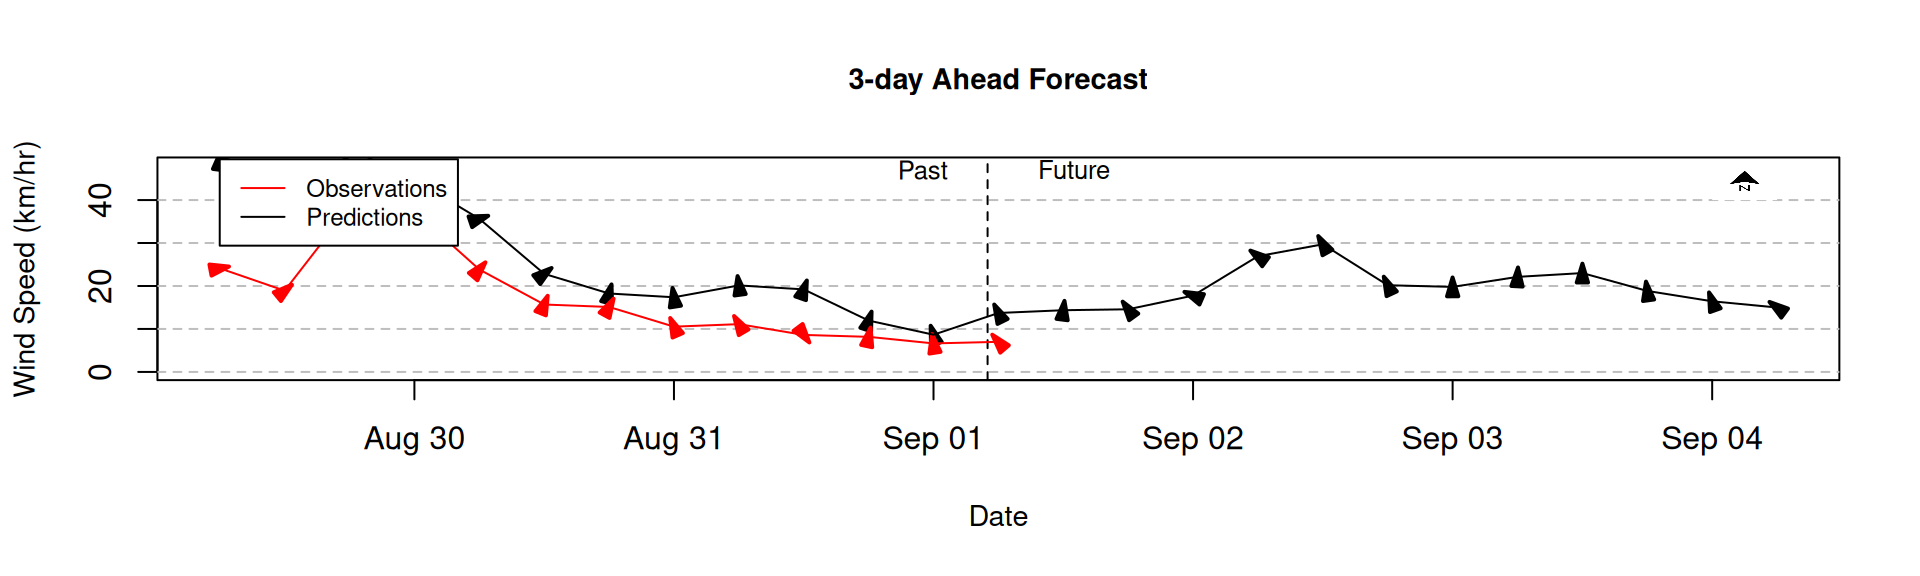 3-day Ahead Forecast
Wind Speed (km/hr)
40
20
0
Observations
Predictions
Past
Future
N
Aug 30
Aug 31
Sep 01
Sep 02
Sep 03
Sep 04
Date